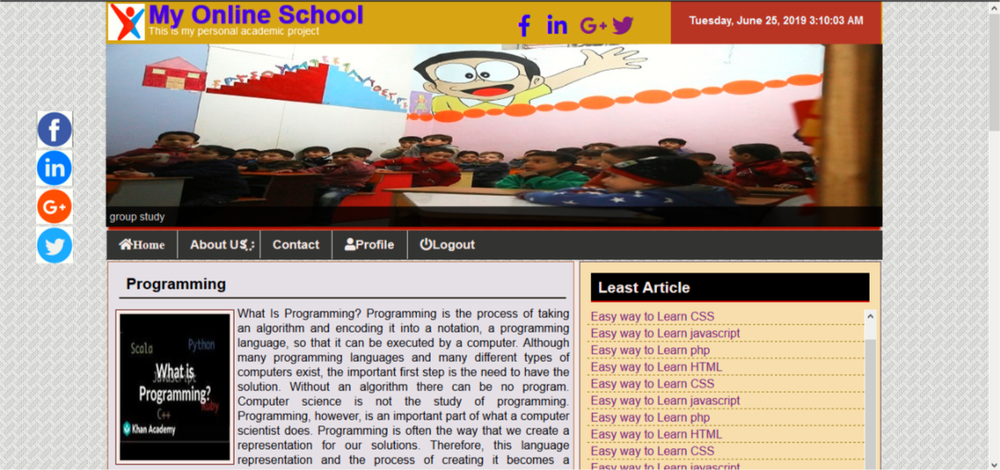 My Online School
This is my personal academic project
Tuesday, June 25, 2019 3:10:03 AM
group study
Home
About US
Contact
Profile
Logout
Programming
Scala
Python
What is
Programming?
Ruby
C++
Khan Academy
What Is Programming? Programming is the process of taking
an algorithm and encoding it into a notation, a programming
language, so that it can be executed by a computer. Although
many programming languages and many different types of
computers exist, the important first step is the need to have the
solution. Without an algorithm there can be no program.
Computer science is not the study of programming.
Programming, however, is an important part of what a computer
scientist does. Programming is often the way that we create a
representation for our solutions. Therefore, this language
representation and the process of creating it becomes a
Least Article
Easy way to Learn CSS
Easy way to Learn javascript
Easy way to Learn php
Easy way to Learn HTML
Easy way to Learn CSS
Easy way to Learn javascript
Easy way to Learn php
Easy way to Learn HTML
Easy way to Learn CSS
Easy way to Learn javascript